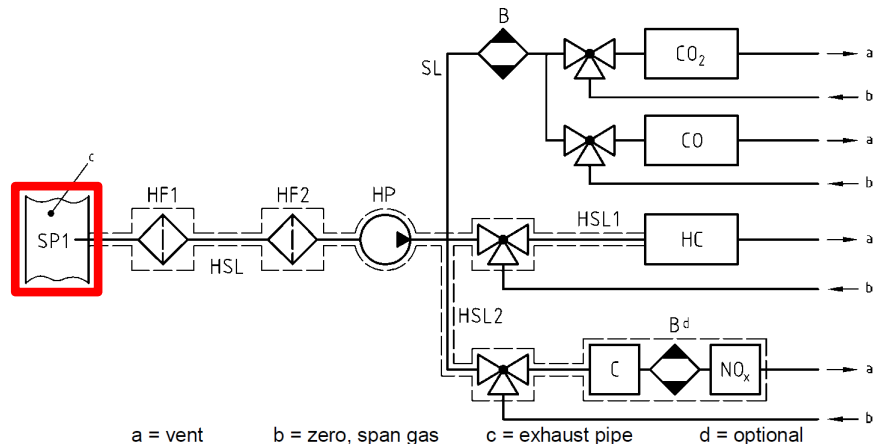 B
SL
CO₂
a
b
CO
a
b
c
SP1
HF1
HF2
HP
HSL
HSL1
HC
a
b
HSL2
C
Bᵈ
NOₓ
a
b
a = vent b = zero, span gas c = exhaust pipe d = optional